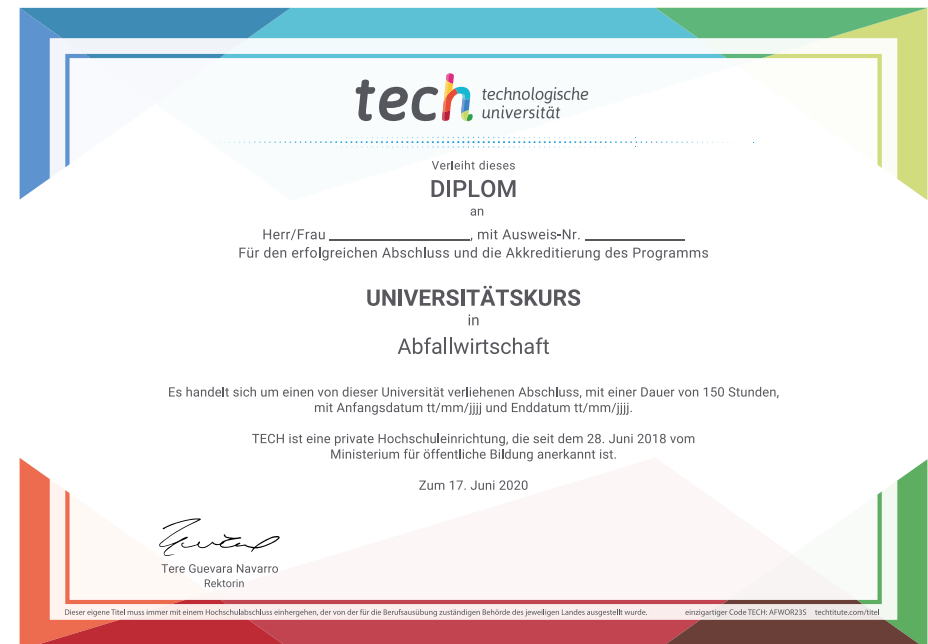 tech technologische
universität
Verleiht dieses
DIPLOM
an
Herr/Frau ____________________, mit Ausweis-Nr. ______________
Für den erfolgreichen Abschluss und die Akkreditierung des Programms
UNIVERSITÄTSKURS
in
Abfallwirtschaft
Es handelt sich um einen von dieser Universität verliehenen Abschluss, mit einer Dauer von 150 Stunden,
mit Anfangsdatum tt/mm/jjjj und Enddatum tt/mm/jjjj.
TECH ist eine private Hochschuleinrichtung, die seit dem 28. Juni 2018 vom
Ministerium für öffentliche Bildung anerkannt ist.
Zum 17. Juni 2020
Tere Guevara Navarro
Rektorin
Dieser eigene Titel muss immer mit einem Hochschulabschluss einhergehen, der von der für die Berufsausübung zuständigen Behörde des jeweiligen Landes ausgestellt wurde. einzigartiger Code TECH: AFWOR23S techtitute.com/titel